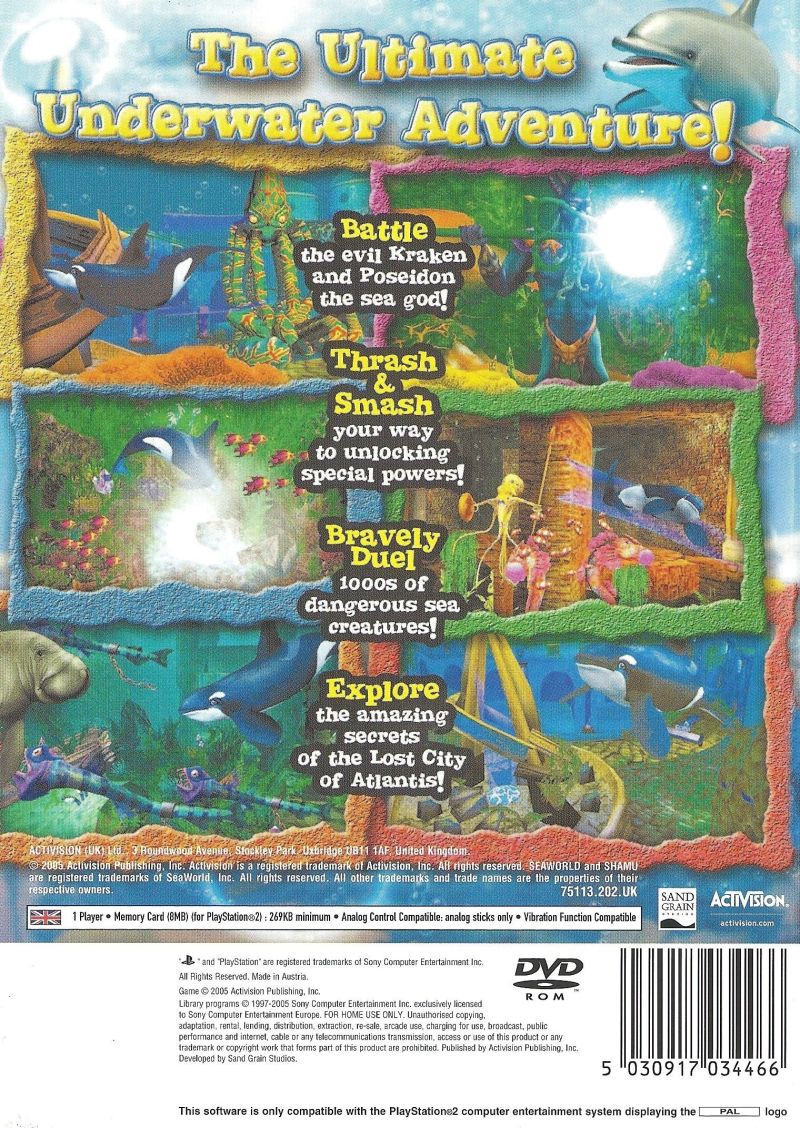 The Ultimate
Underwater Adventure!
Battle
the evil Kraken
and Poseidon
the sea god!
Thrash
&
Smash
your way
to unlocking
special powers!
Bravely
Duel
1000s of
dangerous sea
creatures!
Explore
the amazing
secrets
of the Lost City
of Atlantis!
ACTIVISION (UK) Ltd., 3 Roundwood Avenue, Stockley Park, Uxbridge UB11 1AF, United Kingdom.
© 2005 Activision Publishing, Inc. Activision is a registered trademark of Activision, Inc. All rights reserved. SEAWORLD and SHAMU
are registered trademarks of SeaWorld, Inc. All rights reserved. All other trademarks and trade names are the properties of their
respective owners.
75113.202.UK
SAND
GRAIN
STUDIOS
ACTIVISION.
activision.com
1 Player • Memory Card (8MB) (for PlayStation®2) : 269KB minimum • Analog Control Compatible: analog sticks only • Vibration Function Compatible
" " and "PlayStation" are registered trademarks of Sony Computer Entertainment Inc.
All Rights Reserved. Made in Austria.
Game © 2005 Activision Publishing, Inc.
Library programs © 1997-2005 Sony Computer Entertainment Inc. exclusively licensed
to Sony Computer Entertainment Europe. FOR HOME USE ONLY. Unauthorised copying,
adaptation, rental, lending, distribution, extraction, re-sale, arcade use, charging for use, broadcast, public
performance and internet, cable or any telecommunications transmission, access or use of this product or any
trademark or copyright work that forms part of this product are prohibited. Published by Activision Publishing, Inc.
Developed by Sand Grain Studios.
DVD
ROM
5 030917 034466
This software is only compatible with the PlayStation®2 computer entertainment system displaying the PAL logo